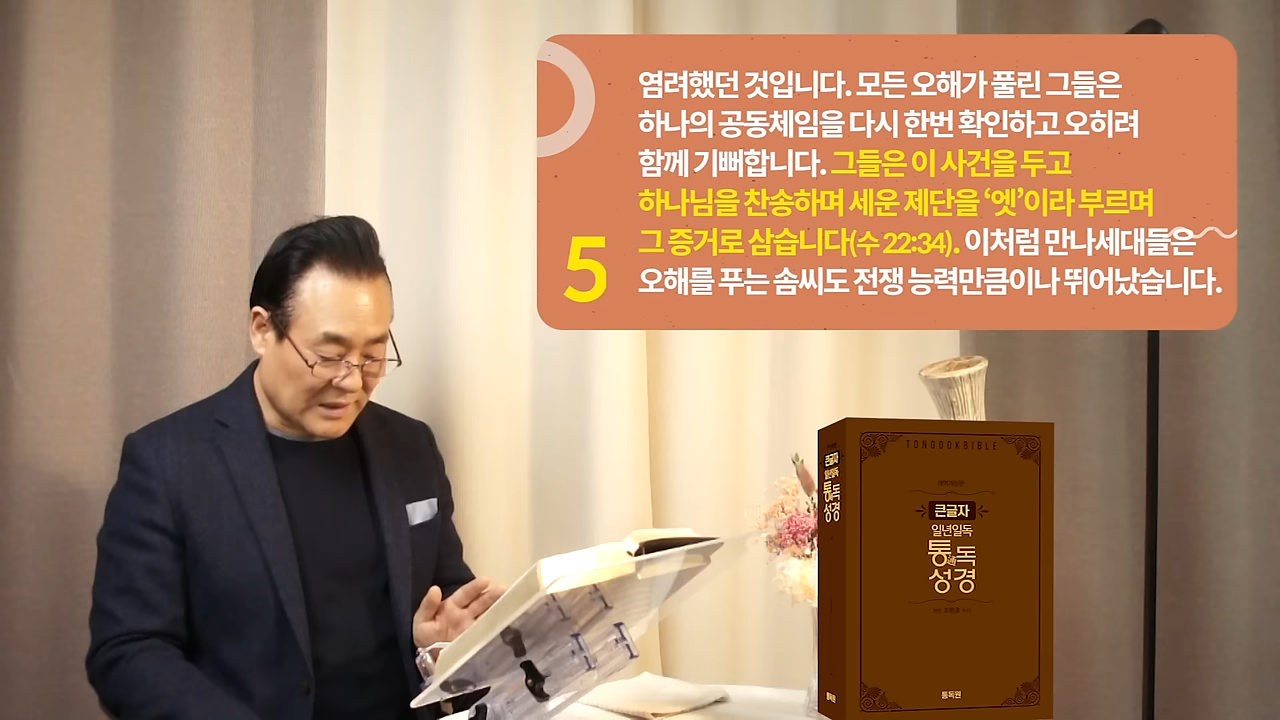 염려했던 것입니다. 모든 오해가 풀린 그들은
하나의 공동체임을 다시 한번 확인하고 오히려
함께 기뻐합니다. 그들은 이 사건을 두고
하나님을 찬송하며 세운 제단을 ‘엣’이라 부르며
그 증거로 삼습니다(수 22:34). 이처럼 만나세대들은
오해를 푸는 솜씨도 전쟁 능력만큼이나 뛰어났습니다.
5
TONGDOKBIBLE
큰글자
일년일독
통독
성경
통독원
큰글자
일년일독
통독
성경
통독원